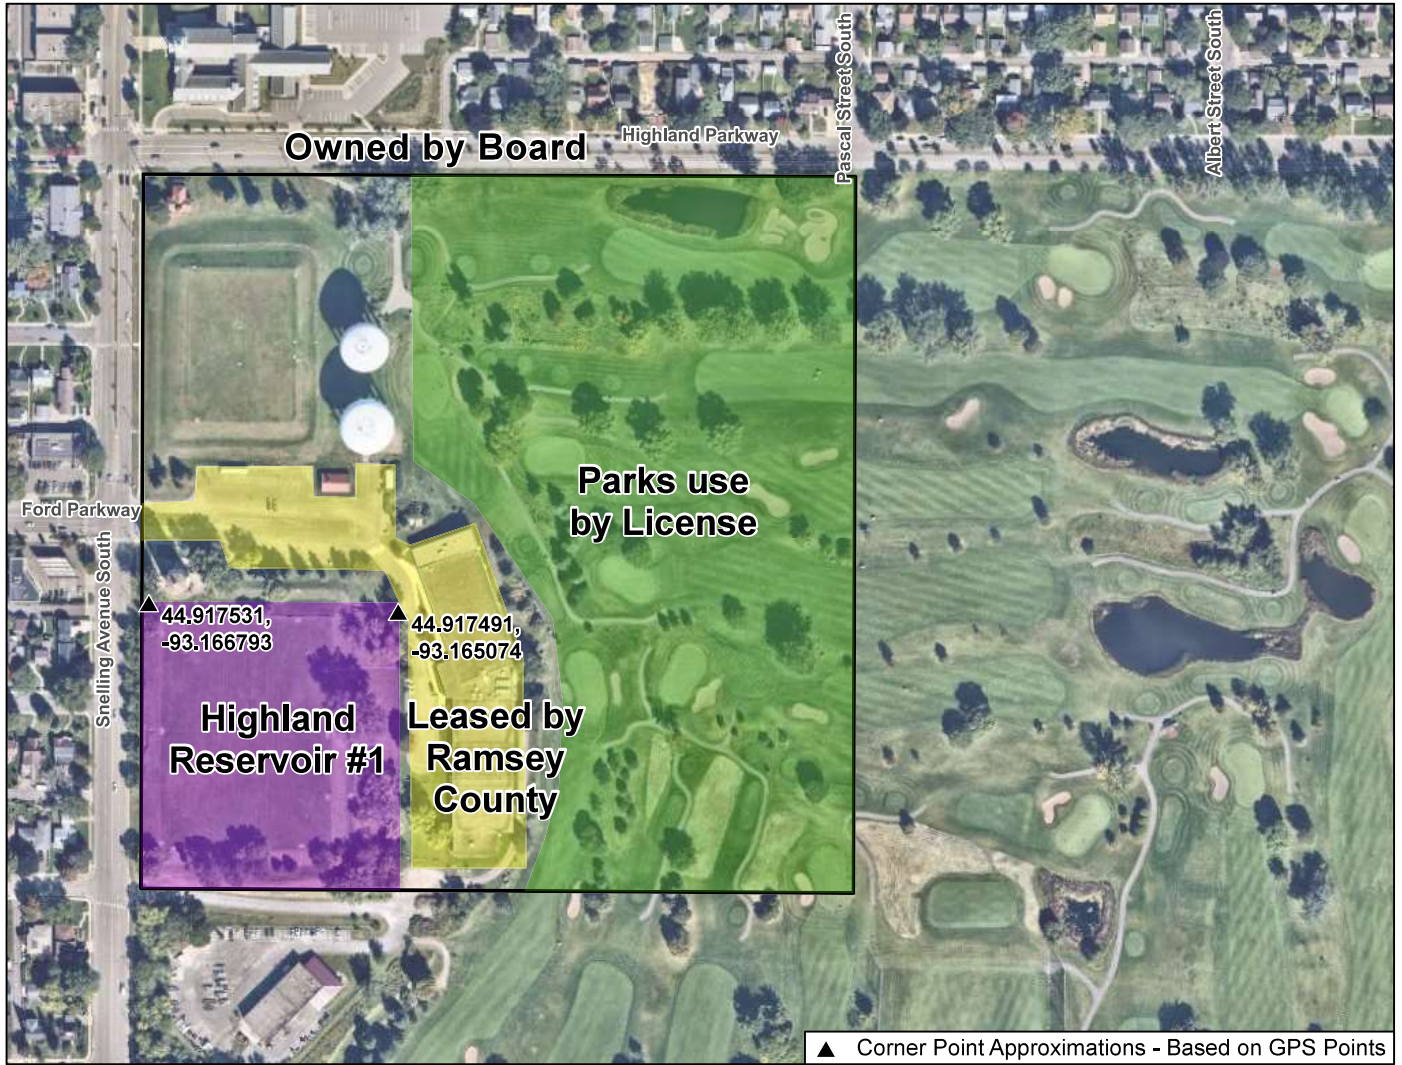 Pascal Street South
Albert Street South
Highland Parkway
Owned by Board
Parks use
by License
Ford Parkway
Snelling Avenue South
44.917531,
-93.166793
44.917491,
-93.165074
Highland
Reservoir #1
Leased by
Ramsey
County
Corner Point Approximations - Based on GPS Points